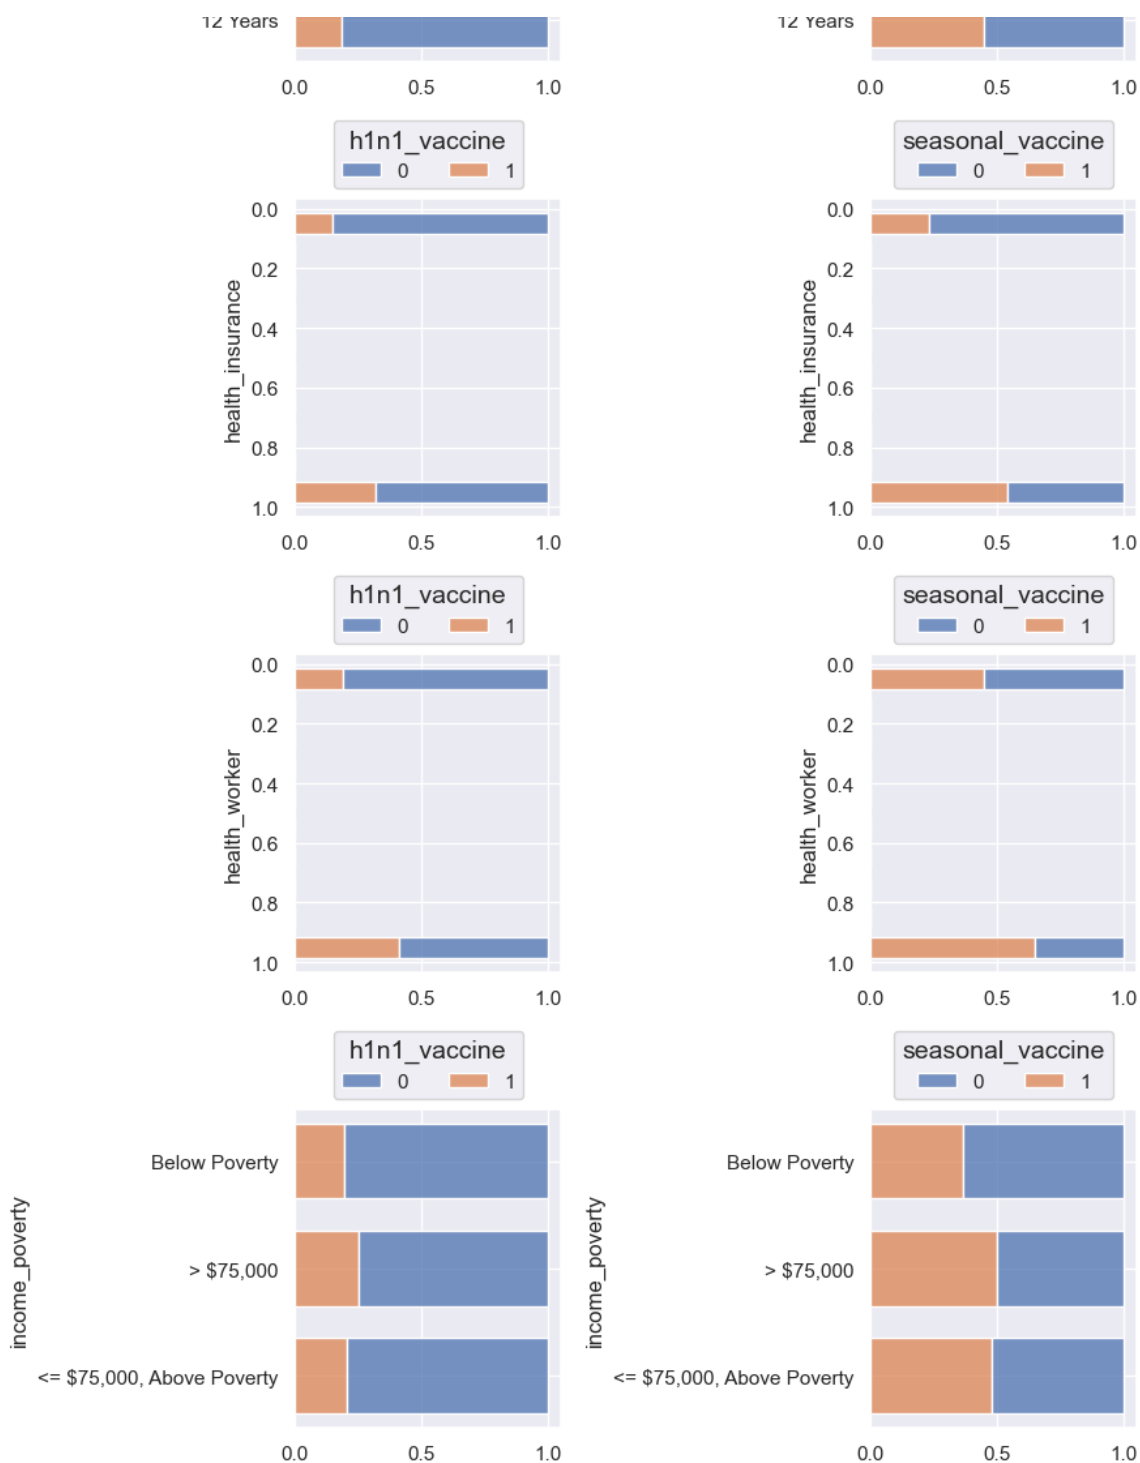 12 Years
12 Years
0.0 0.5 1.0
0.0 0.5 1.0
h1n1_vaccine
0 1
seasonal_vaccine
0 1
health_insurance
0.0
0.2
0.4
0.6
0.8
1.0
0.0 0.5 1.0
health_insurance
0.0
0.2
0.4
0.6
0.8
1.0
0.0 0.5 1.0
h1n1_vaccine
0 1
seasonal_vaccine
0 1
health_worker
0.0
0.2
0.4
0.6
0.8
1.0
0.0 0.5 1.0
health_worker
0.0
0.2
0.4
0.6
0.8
1.0
0.0 0.5 1.0
h1n1_vaccine
0 1
seasonal_vaccine
0 1
income_poverty
Below Poverty
> $75,000
<= $75,000, Above Poverty
0.0 0.5 1.0
income_poverty
Below Poverty
> $75,000
<= $75,000, Above Poverty
0.0 0.5 1.0